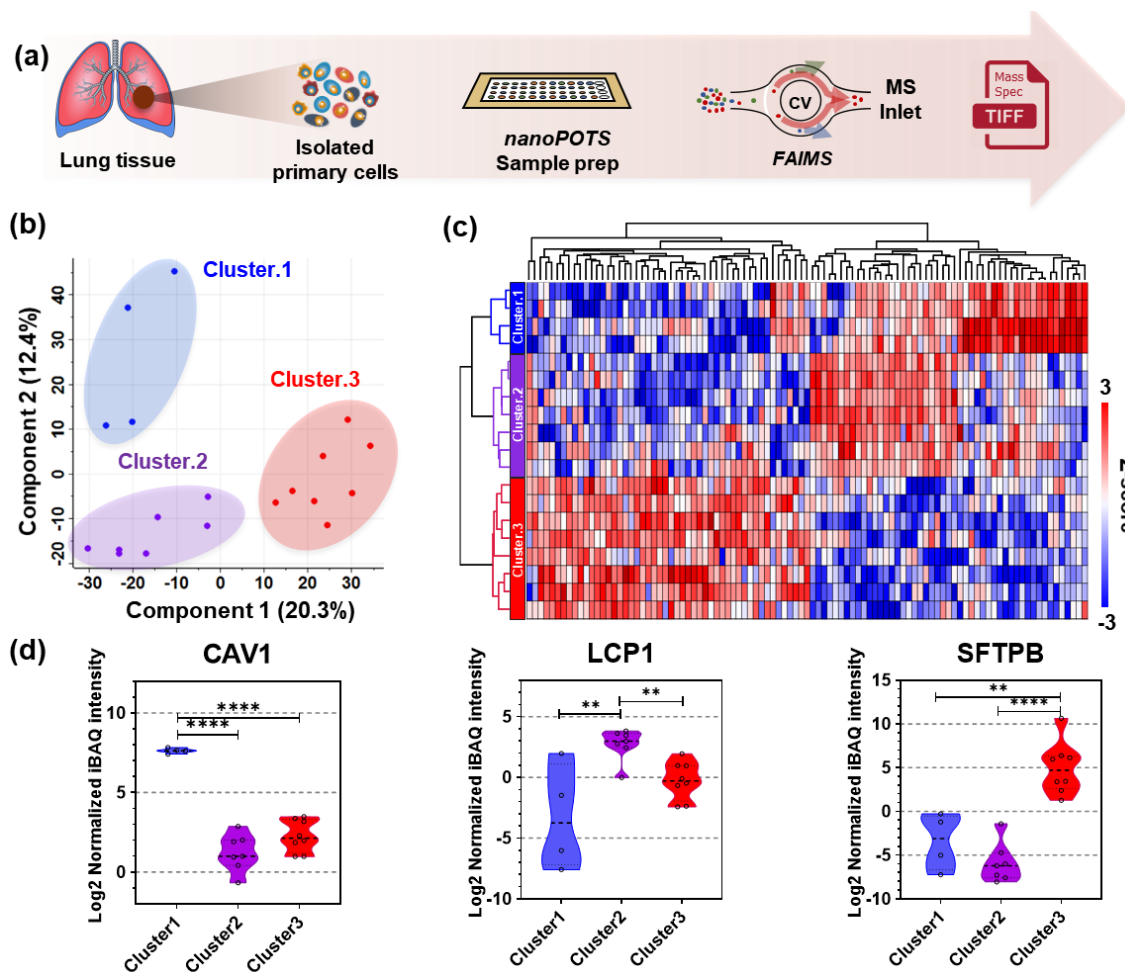 (a)
Lung tissue
Isolated
primary cells
nanoPOTS
Sample prep
CV
FAIMS
MS
Inlet
Mass
Spec
TIFF
(b)
Cluster.1
Cluster.3
Cluster.2
Component 2 (12.4%)
40
30
20
10
0
-10
-20
-30
-20
-10
0
10
20
30
Component 1 (20.3%)
(c)
Cluster.1
Cluster.2
Cluster.3
3
-3
(d)
CAV1
Log2 Normalized iBAQ intensity
10
5
0
****
****
Cluster1
Cluster2
Cluster3
LCP1
Log2 Normalized iBAQ intensity
5
0
-5
-10
**
**
Cluster1
Cluster2
Cluster3
SFTPB
Log2 Normalized iBAQ intensity
15
10
5
0
-5
-10
**
****
Cluster1
Cluster2
Cluster3